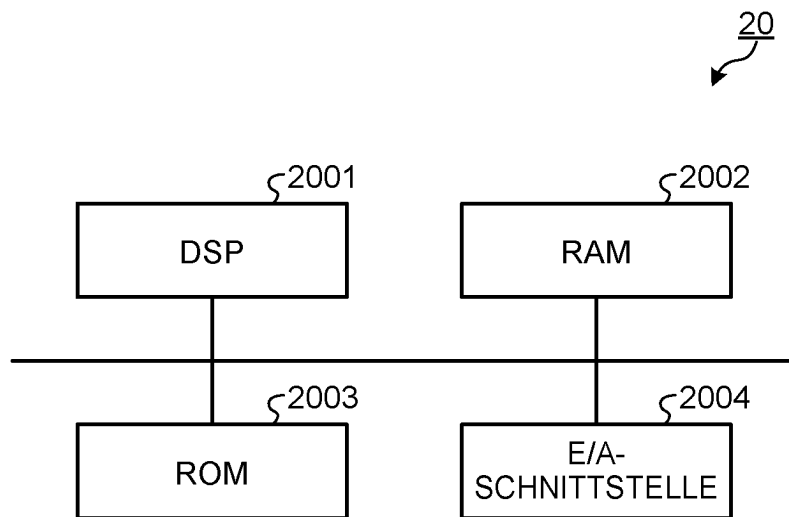 20
2001
2002
DSP
RAM
2003
2004
ROM
E/A-
SCHNITTSTELLE